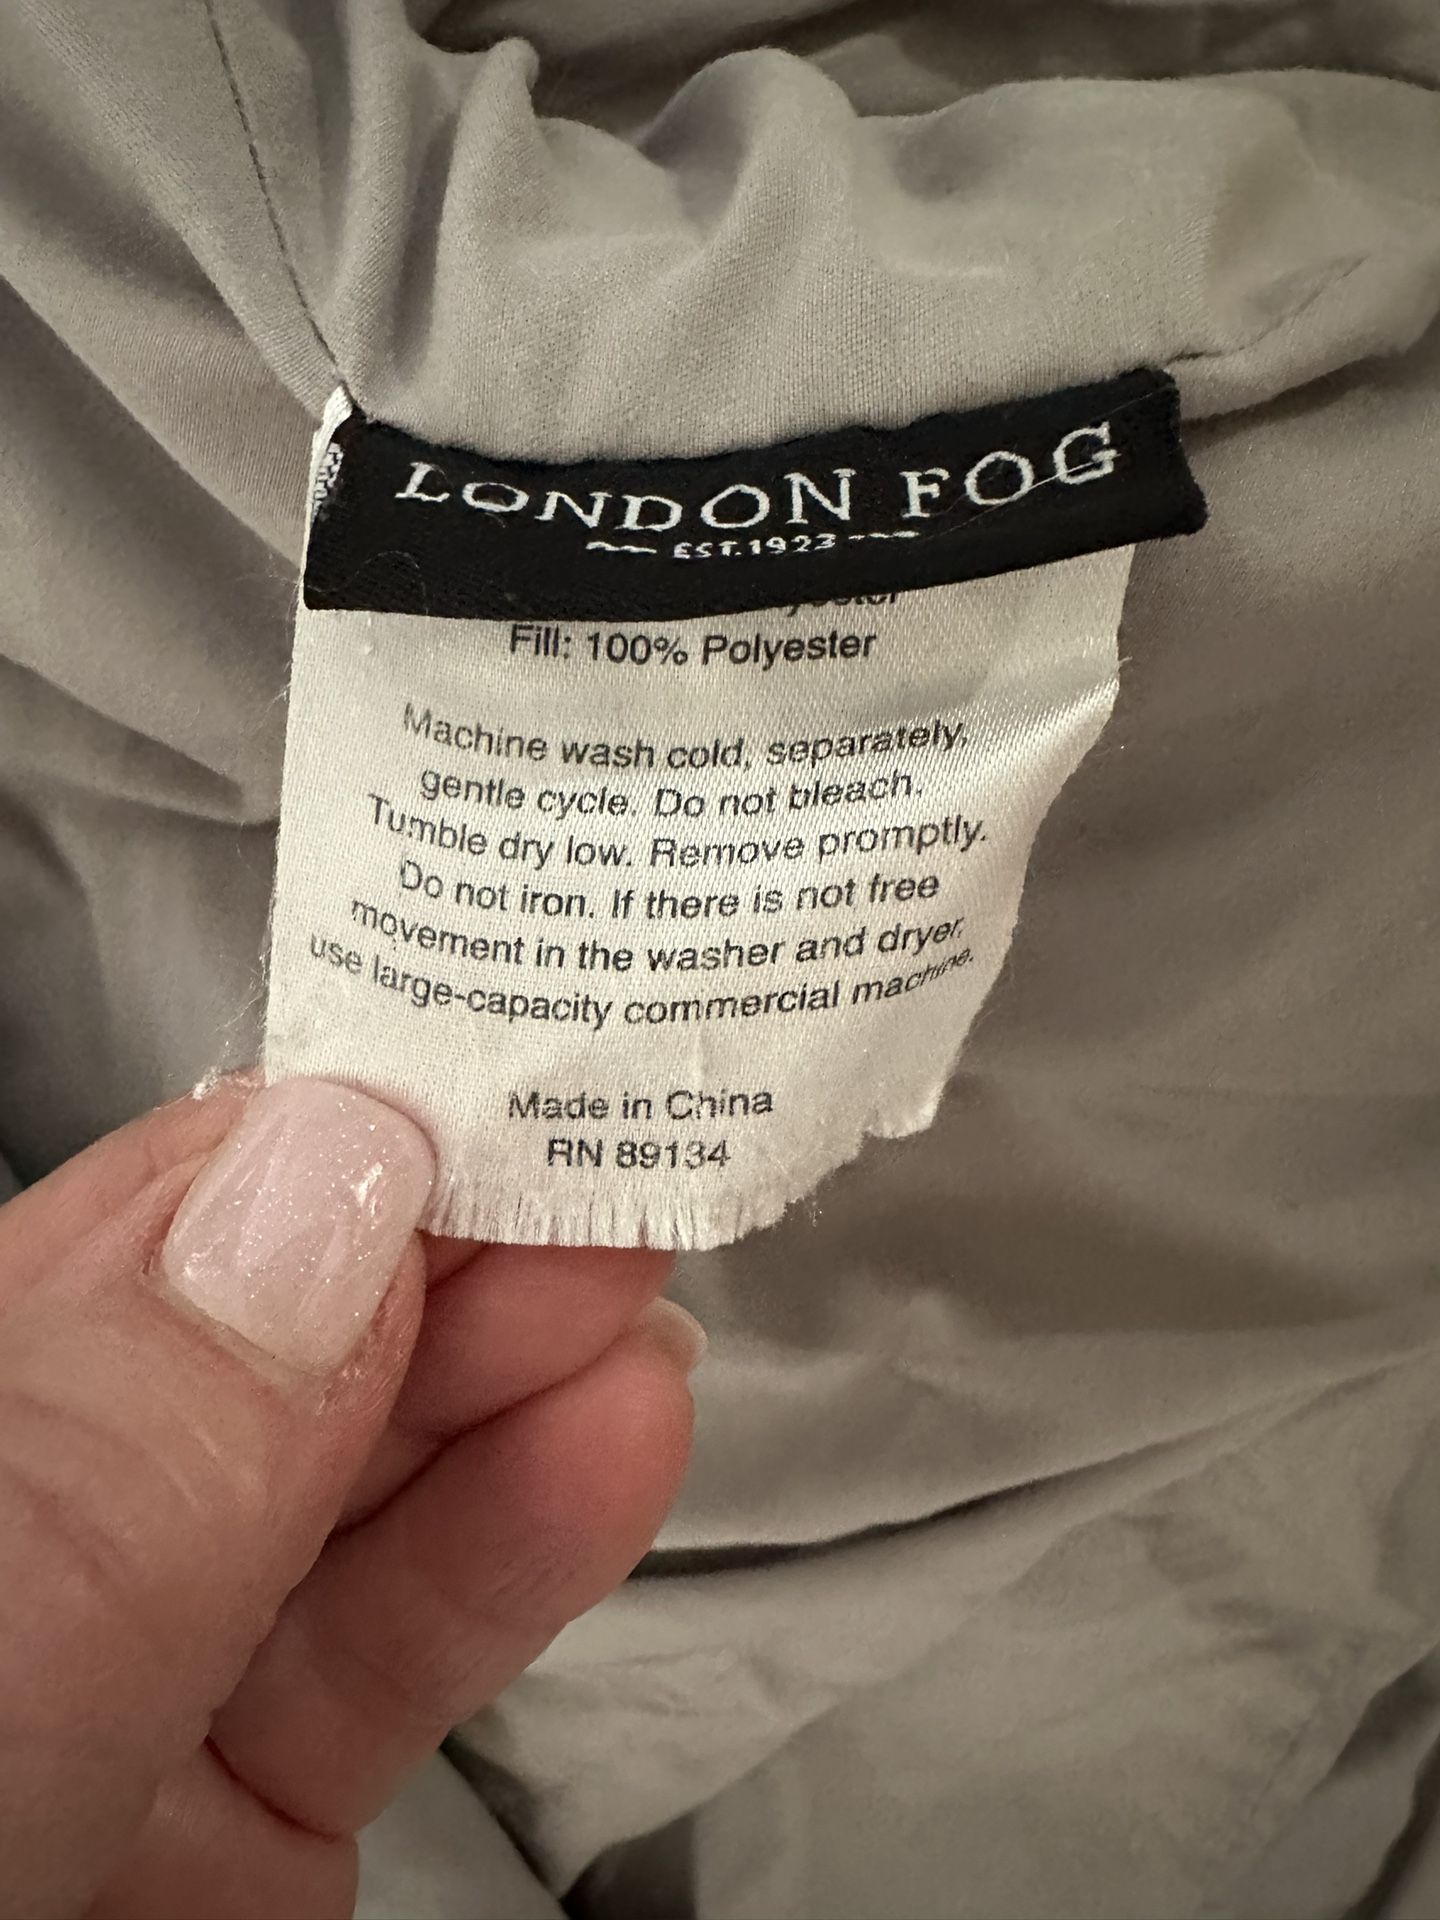 LONDON FOG
EST. 1923
Fill: 100% Polyester
Machine wash cold, separately,
gentle cycle. Do not bleach.
Tumble dry low. Remove promptly.
Do not iron. If there is not free
movement in the washer and dryer,
use large-capacity commercial machine.
Made in China
RN 89134